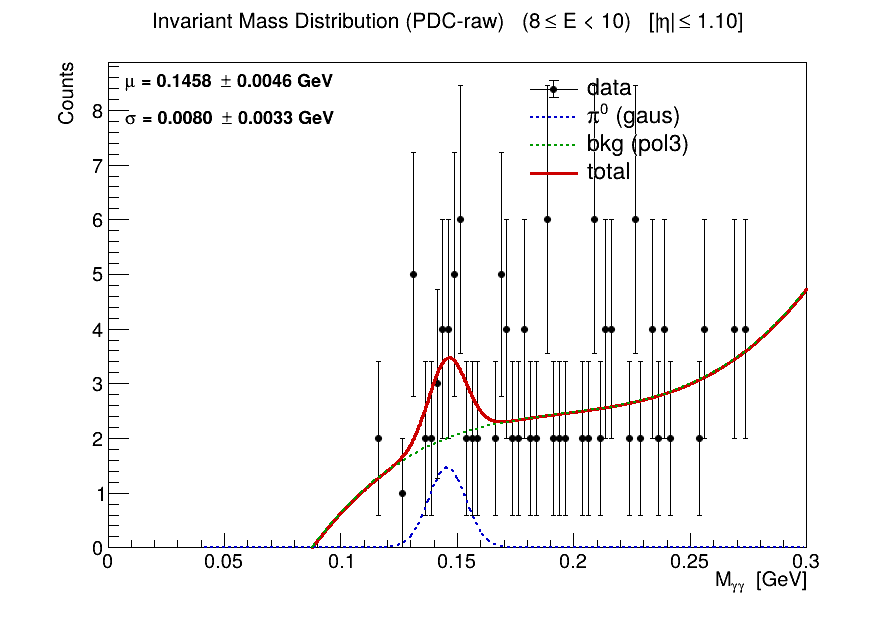 Invariant Mass Distribution (PDC-raw) (8 ≤ E < 10) [|η| ≤ 1.10]
Counts
μ = 0.1458 ± 0.0046 GeV
σ = 0.0080 ± 0.0033 GeV
data
π⁰ (gaus)
bkg (pol3)
total
8
7
6
5
4
3
2
1
0
0 0.05 0.1 0.15 0.2 0.25 0.3
M_γγ [GeV]